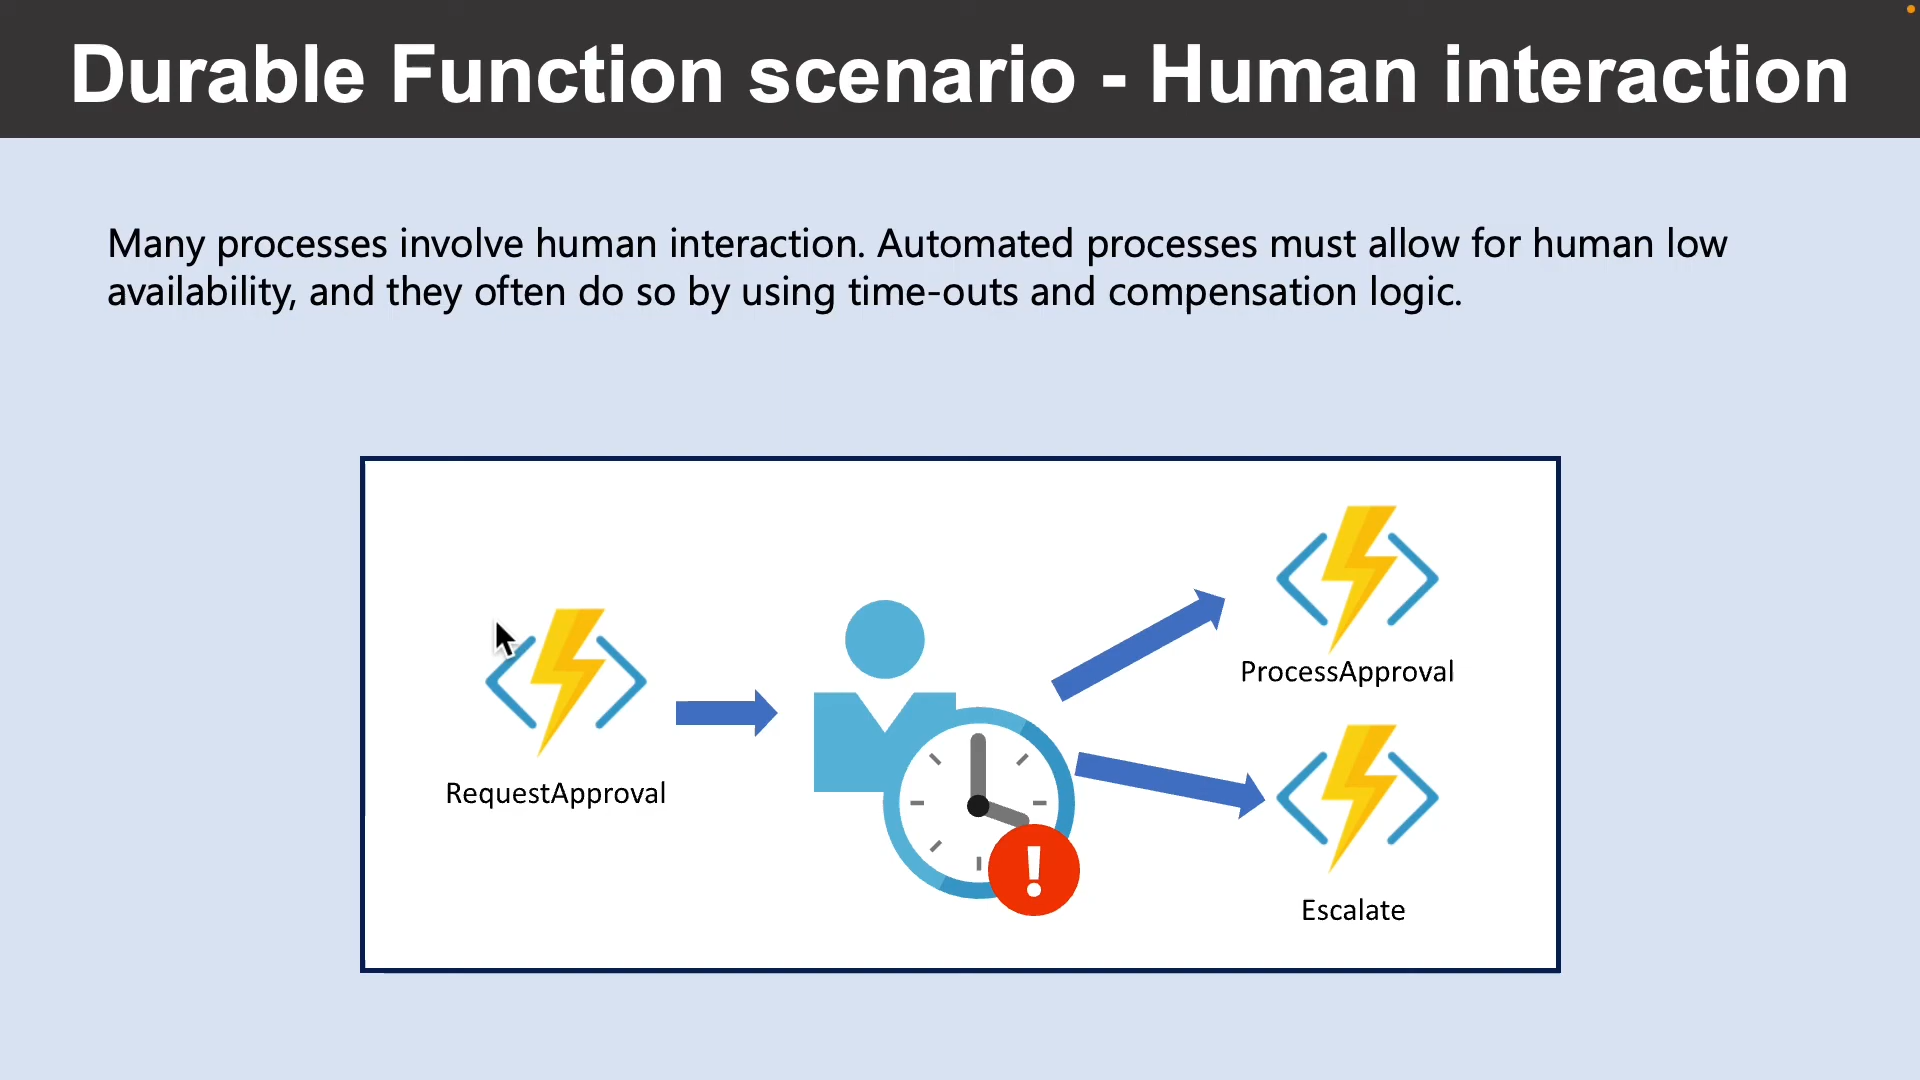 Durable Function scenario - Human interaction
Many processes involve human interaction. Automated processes must allow for human low
availability, and they often do so by using time-outs and compensation logic.
RequestApproval
!
ProcessApproval
Escalate